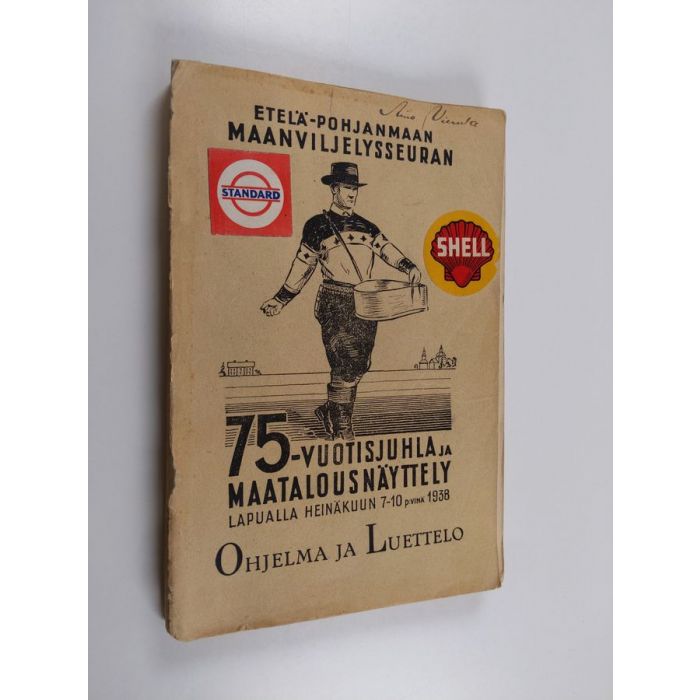 ETELÄ-POHJANMAAN
MAANVILJELYSSEURAN
STANDARD
SHELL
75-VUOTISJUHLA JA
MAATALOUSNÄYTTELY
LAPUALLA HEINÄKUUN 7-10 P:VINÄ 1938
OHJELMA JA LUETTELO